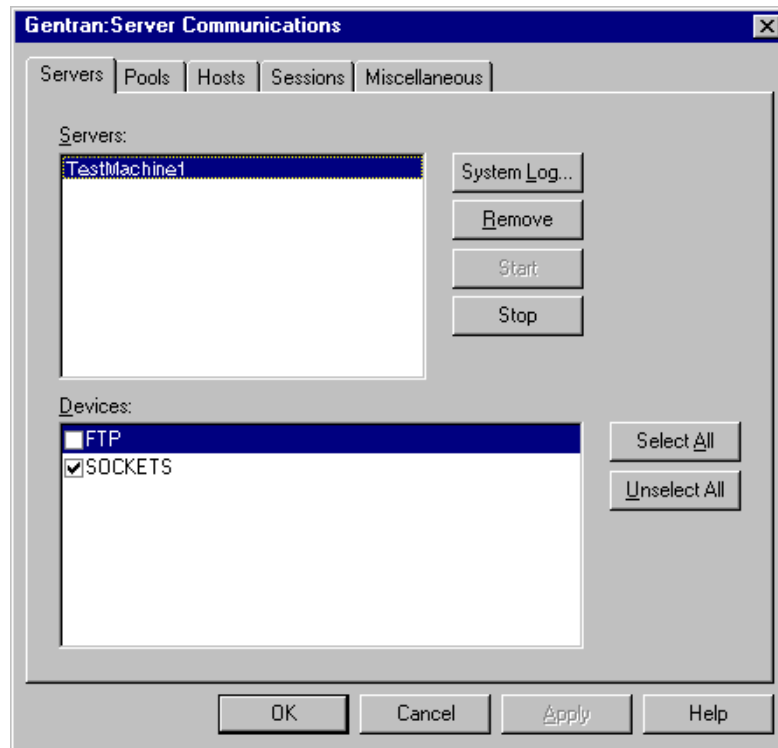 Gentran:Server Communications
Servers Pools Hosts Sessions Miscellaneous
Servers:
TestMachine1
System Log...
Remove
Start
Stop
Devices:
FTP
SOCKETS
Select All
Unselect All
OK Cancel Apply Help